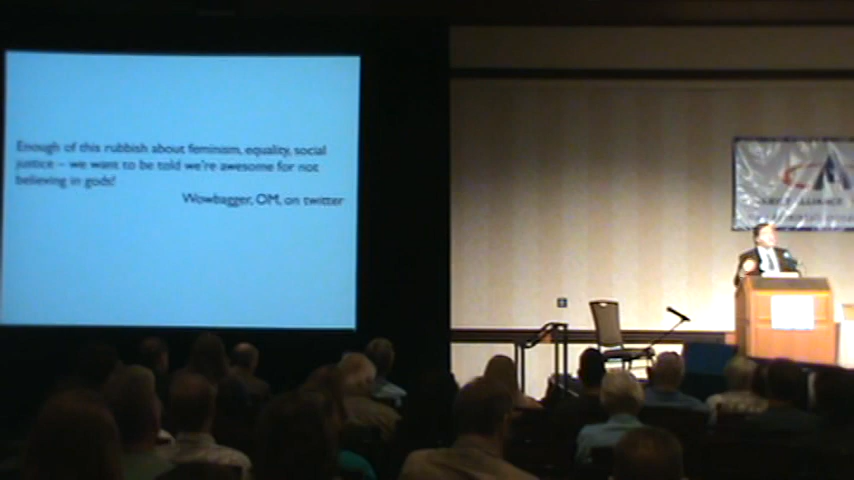 Enough of this rubbish about feminism, equality, social
justice – we want to be told we're awesome for not
believing in gods!
Wowbagger, OM, on twitter
ALLIANCE